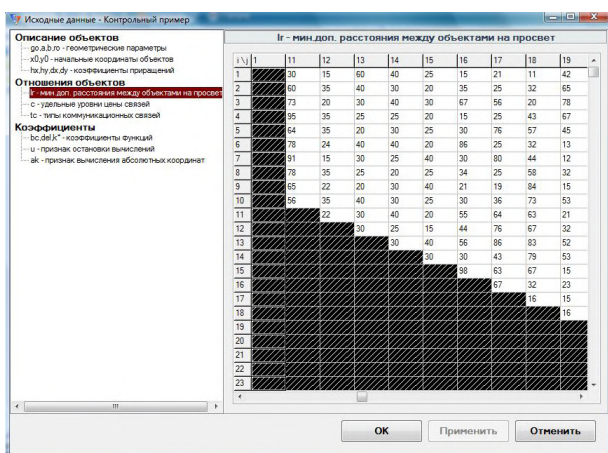 Исходные данные - Контрольный пример
Описание объектов
go,a,b,ro - геометрические параметры
x0,y0 - начальные координаты объектов
hx,hy,dx,dy - коэффициенты приращений
Отношения объектов
lr - мин.доп. расстояния между объектами на просвет
c - удельные уровни цены связей
tc - типы коммуникационных связей
Коэффициенты
bc,del,k* - коэффициенты функций
u - признак остановки вычислений
ak - признак вычисления абсолютных координат
lr - мин.доп. расстояния между объектами на просвет
i \ j 1 11 12 13 14 15 16 17 18 19
1 30 15 60 40 25 15 21 11 42
2 60 35 40 30 20 35 25 32 65
3 73 20 30 40 30 67 56 20 78
4 95 35 25 25 20 15 25 43 67
5 64 35 20 30 25 30 76 57 45
6 78 24 40 40 20 86 25 32 13
7 91 15 30 25 40 30 80 44 12
8 78 35 25 20 25 34 25 58 32
9 65 22 20 30 40 21 19 84 15
10 56 35 40 30 25 30 36 73 53
11 22 30 40 20 55 64 63 21
12 30 25 15 44 76 67 32
13 30 40 56 86 83 52
14 30 30 43 79 53
15 98 63 67 15
16 67 32 23
17 16 15
18 16
19
20
21
22
23
OK Применить Отменить